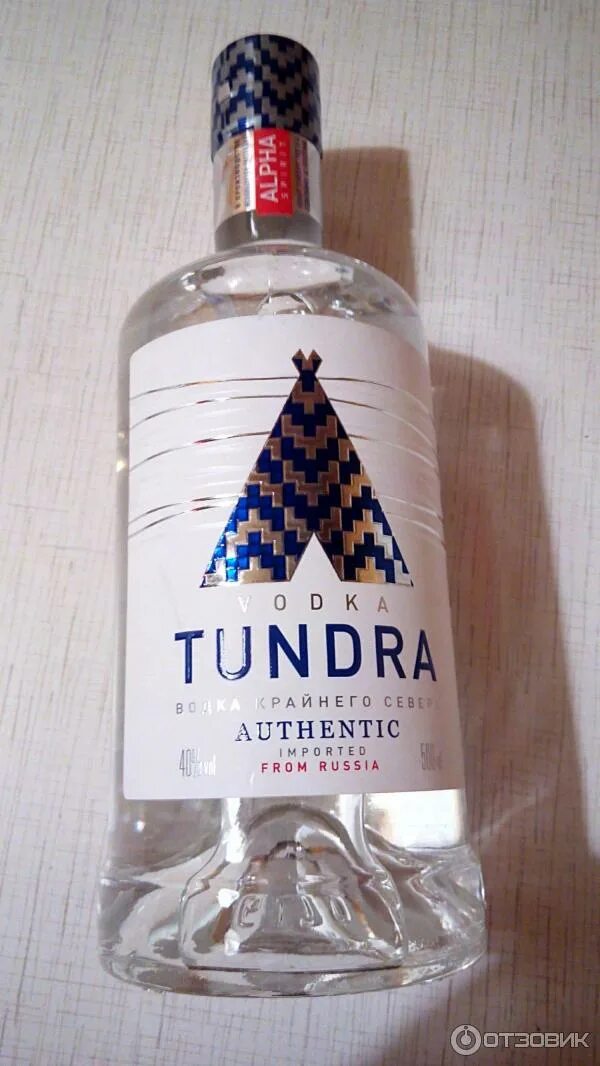 ALPHA
SPIRIT
VODKA
TUNDRA
ВОДКА КРАЙНЕГО СЕВЕРА
AUTHENTIC
IMPORTED
40% vol
FROM RUSSIA
ОТЗОВИК